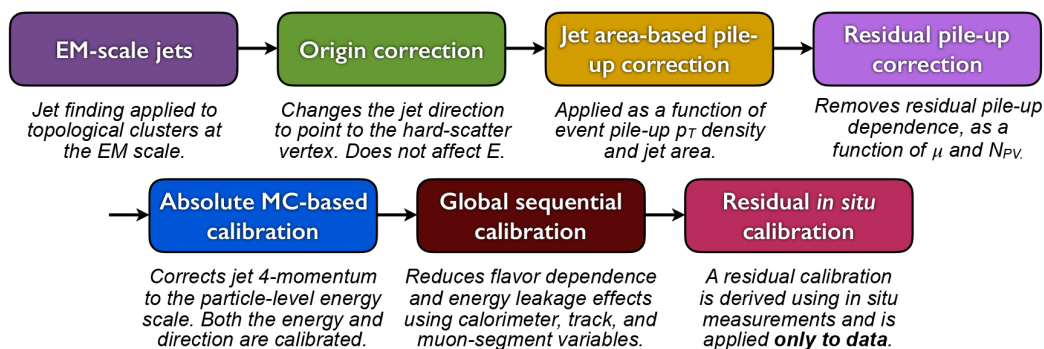 EM-scale jets
Jet finding applied to
topological clusters at
the EM scale.
Origin correction
Changes the jet direction
to point to the hard-scatter
vertex. Does not affect E.
Jet area-based pile-
up correction
Applied as a function of
event pile-up pT density
and jet area.
Residual pile-up
correction
Removes residual pile-up
dependence, as a
function of μ and NPV.
Absolute MC-based
calibration
Corrects jet 4-momentum
to the particle-level energy
scale. Both the energy and
direction are calibrated.
Global sequential
calibration
Reduces flavor dependence
and energy leakage effects
using calorimeter, track, and
muon-segment variables.
Residual in situ
calibration
A residual calibration
is derived using in situ
measurements and is
applied only to data.